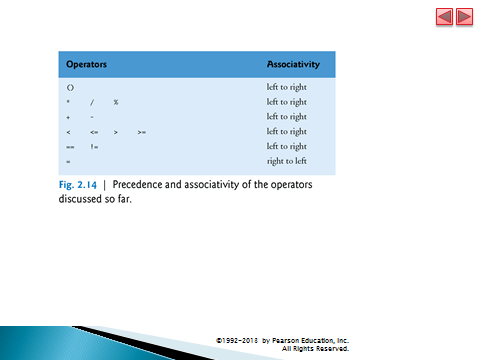 Operators Associativity
() left to right
* / % left to right
+ - left to right
< <= > >= left to right
== != left to right
= right to left
Fig. 2.14 | Precedence and associativity of the operators
discussed so far.
©1992-2013 by Pearson Education, Inc.
All Rights Reserved.